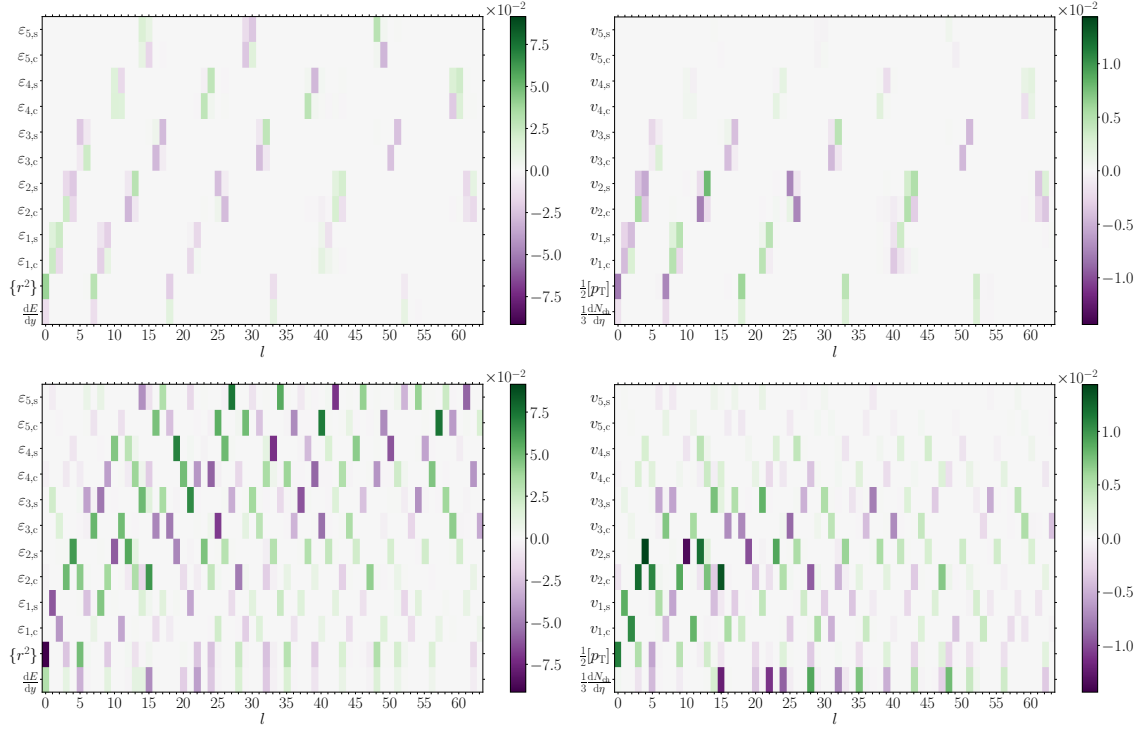 ×10⁻² ×10⁻²
ε₅,ₛ v₅,ₛ
ε₅,c 7.5 v₅,c 1.0
ε₄,ₛ 5.0 v₄,ₛ
ε₄,c v₄,c 0.5
ε₃,ₛ 2.5 v₃,ₛ
ε₃,c 0.0 v₃,c 0.0
ε₂,ₛ v₂,ₛ
ε₂,c −2.5 v₂,c −0.5
ε₁,ₛ −5.0 v₁,ₛ
ε₁,c v₁,c −1.0
{r²} −7.5 ½[p_T]
dE/dy ⅓ dN_ch/dη
0 5 10 15 20 25 30 35 40 45 50 55 60 0 5 10 15 20 25 30 35 40 45 50 55 60
l l
×10⁻² ×10⁻²
ε₅,ₛ v₅,ₛ
ε₅,c 7.5 v₅,c 1.0
ε₄,ₛ 5.0 v₄,ₛ
ε₄,c v₄,c 0.5
ε₃,ₛ 2.5 v₃,ₛ
ε₃,c 0.0 v₃,c 0.0
ε₂,ₛ v₂,ₛ
ε₂,c −2.5 v₂,c −0.5
ε₁,ₛ −5.0 v₁,ₛ
ε₁,c v₁,c −1.0
{r²} −7.5 ½[p_T]
dE/dy ⅓ dN_ch/dη
0 5 10 15 20 25 30 35 40 45 50 55 60 0 5 10 15 20 25 30 35 40 45 50 55 60
l l